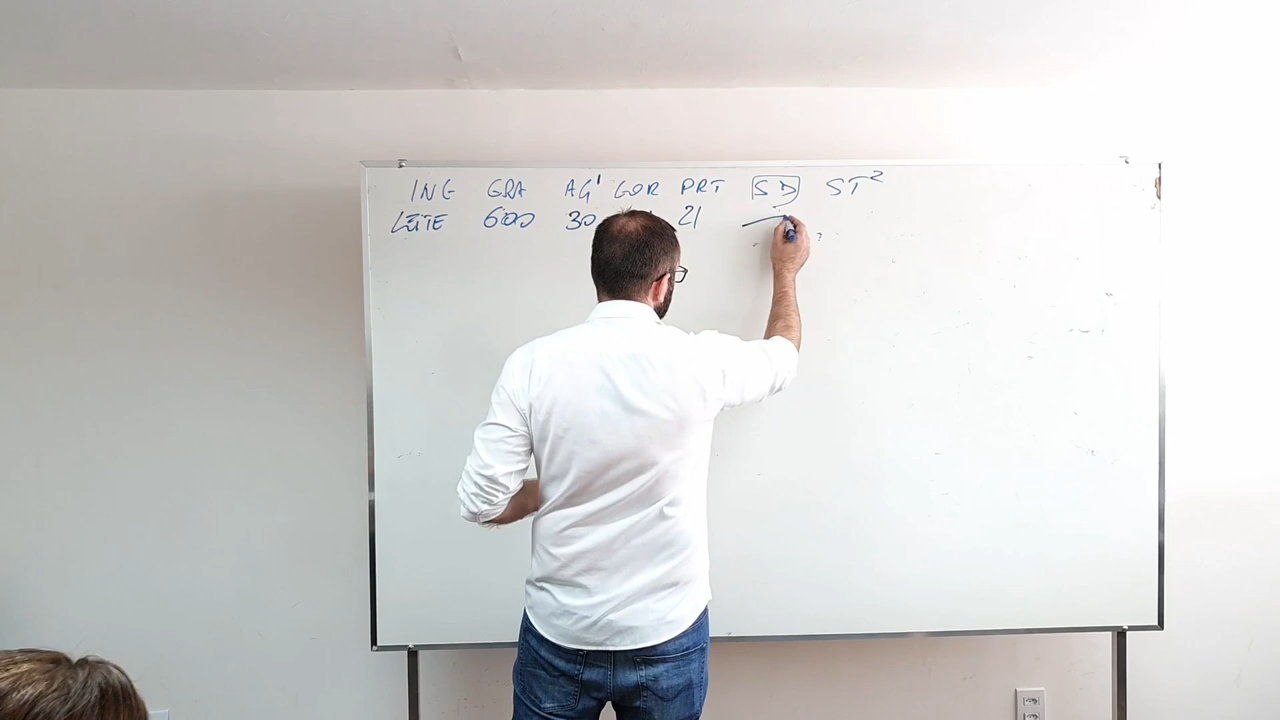 ING GRA AG' GOR PRT SD ST²
LEITE 600 30 21 —